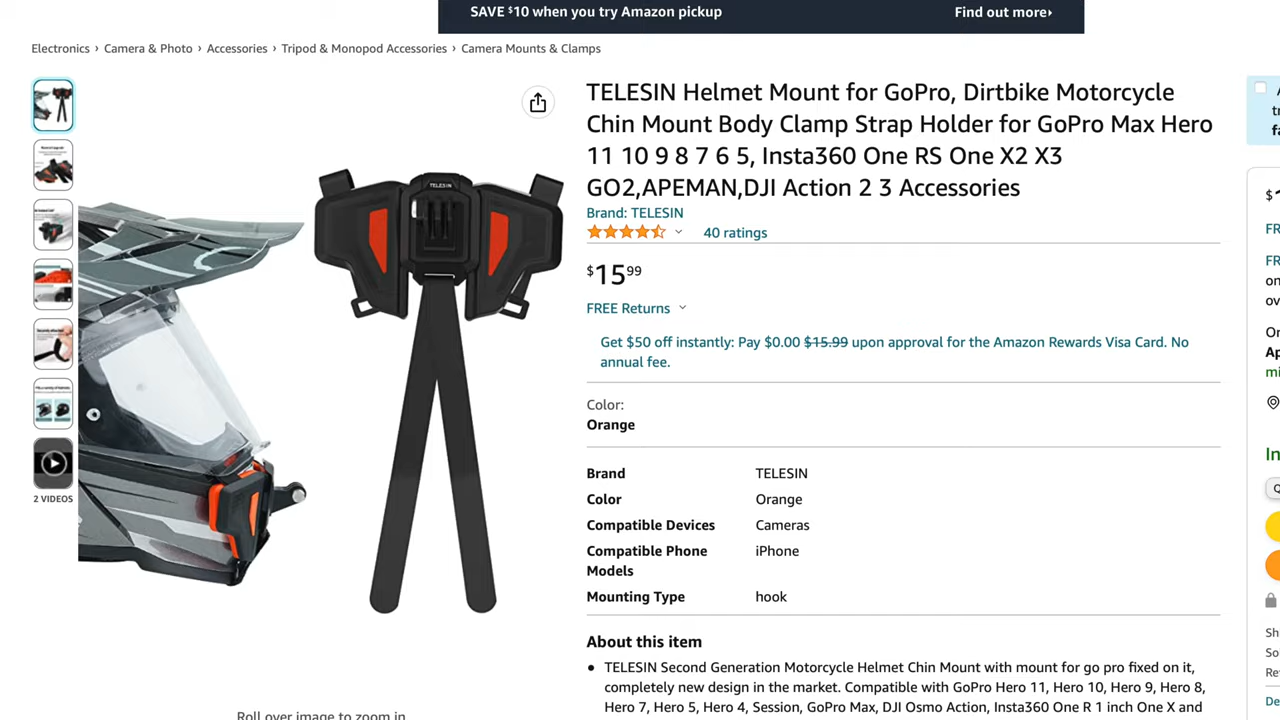 SAVE $10 when you try Amazon pickup
Find out more
Electronics › Camera & Photo › Accessories › Tripod & Monopod Accessories › Camera Mounts & Clamps
TELESIN Helmet Mount for GoPro, Dirtbike Motorcycle
Chin Mount Body Clamp Strap Holder for GoPro Max Hero
11 10 9 8 7 6 5, Insta360 One RS One X2 X3
GO2,APEMAN,DJI Action 2 3 Accessories
Brand: TELESIN
40 ratings
$15 99
FREE Returns
Get $50 off instantly: Pay $0.00 $15.99 upon approval for the Amazon Rewards Visa Card. No
annual fee.
Color:
Orange
Brand TELESIN
Color Orange
Compatible Devices Cameras
Compatible Phone iPhone
Models
Mounting Type hook
About this item
● TELESIN Second Generation Motorcycle Helmet Chin Mount with mount for go pro fixed on it,
completely new design in the market. Compatible with GoPro Hero 11, Hero 10, Hero 9, Hero 8,
Hero 7, Hero 5, Hero 4, Session, GoPro Max, DJI Osmo Action, Insta360 One R 1 inch One X and
TELESIN
2 VIDEOS
Roll over image to zoom in